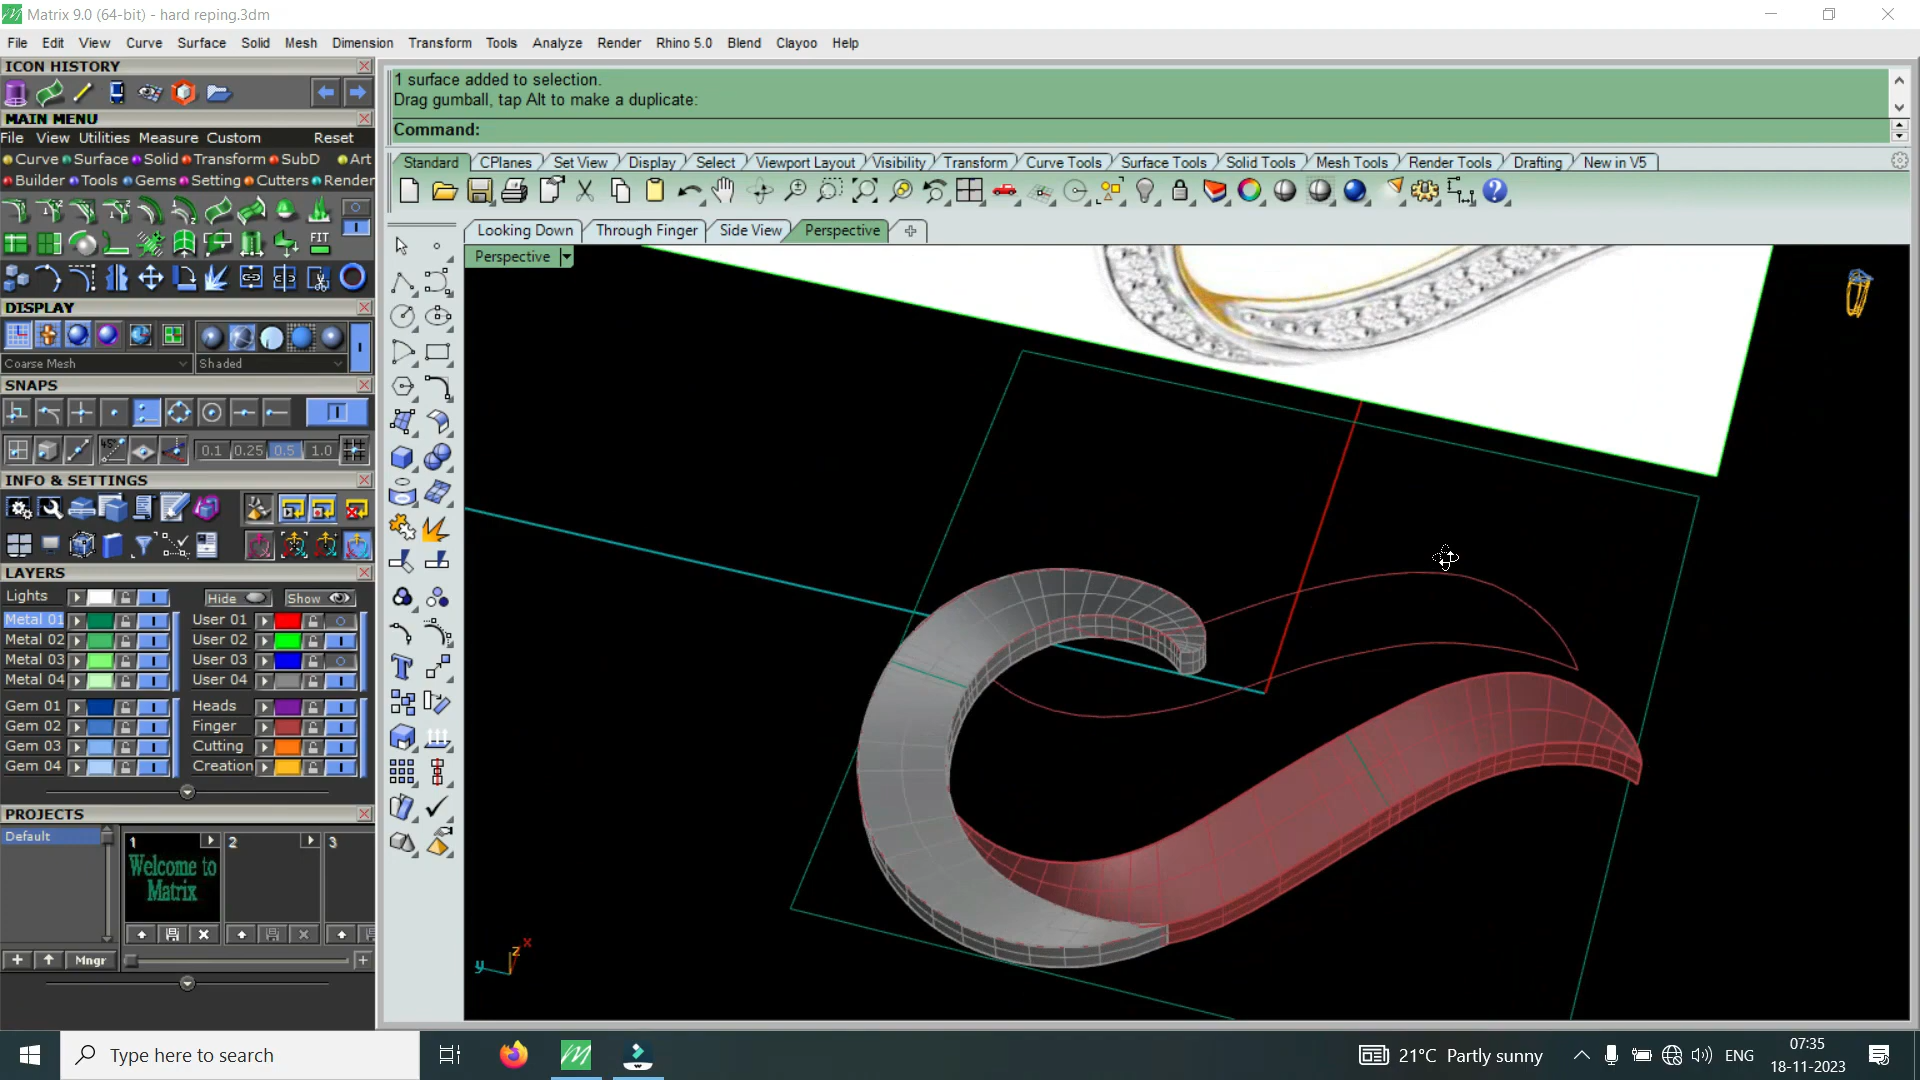 Matrix 9.0 (64-bit) - hard reping.3dm
File Edit View Curve Surface Solid Mesh Dimension Transform Tools Analyze Render Rhino 5.0 Blend Clayoo Help
ICON HISTORY
1 surface added to selection.
Drag gumball, tap Alt to make a duplicate:
Command:
MAIN MENU
File View Utilities Measure Custom Reset
Curve Surface Solid Transform SubD Art
Builder Tools Gems Setting Cutters Render
Standard CPlanes Set View Display Select Viewport Layout Visibility Transform Curve Tools Surface Tools Solid Tools Mesh Tools Render Tools Drafting New in V5
FIT
Looking Down Through Finger Side View Perspective
Perspective
DISPLAY
Coarse Mesh Shaded
SNAPS
45°
0.1 0.25 0.5 1.0
INFO & SETTINGS
LAYERS
Lights Hide Show
Metal 01 User 01
Metal 02 User 02
Metal 03 User 03
Metal 04 User 04
Gem 01 Heads
Gem 02 Finger
Gem 03 Cutting
Gem 04 Creation
PROJECTS
Default
1 2 3
Welcome to
Matrix
Mngr
x
z
y
Type here to search
21°C Partly sunny
ENG
07:35
18-11-2023